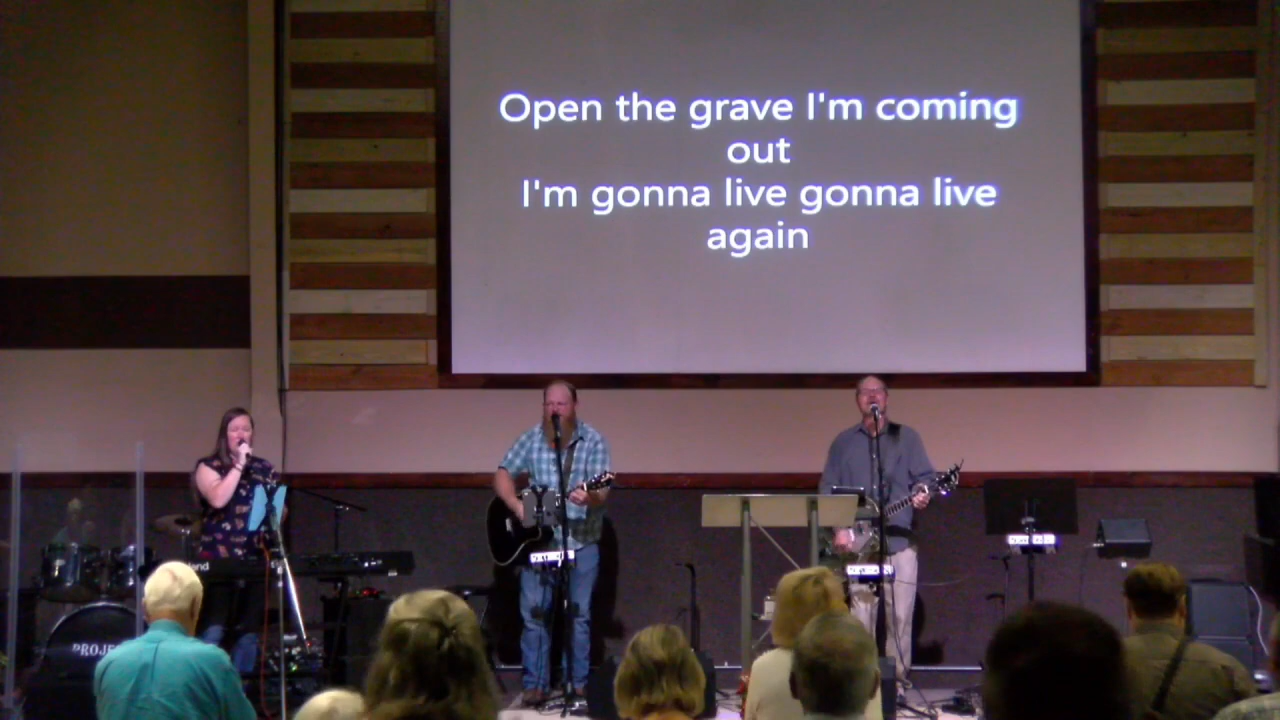 Open the grave I'm coming
out
I'm gonna live gonna live
again